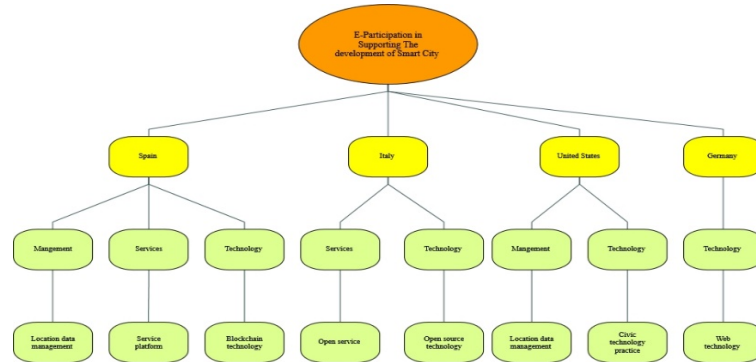 E-Participation in
Supporting The
development of Smart City
Spain
Italy
United States
Germany
Mangement
Services
Technology
Services
Technology
Mangement
Technology
Technology
Location data
management
Service
platform
Blockchain
technology
Open service
Open source
technology
Location data
management
Civic
technology
practice
Web
technology